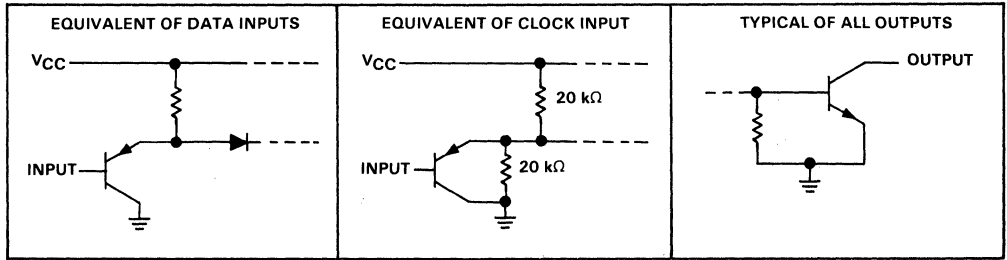 EQUIVALENT OF DATA INPUTS
VCC
INPUT
EQUIVALENT OF CLOCK INPUT
VCC
20 kΩ
INPUT
20 kΩ
TYPICAL OF ALL OUTPUTS
OUTPUT